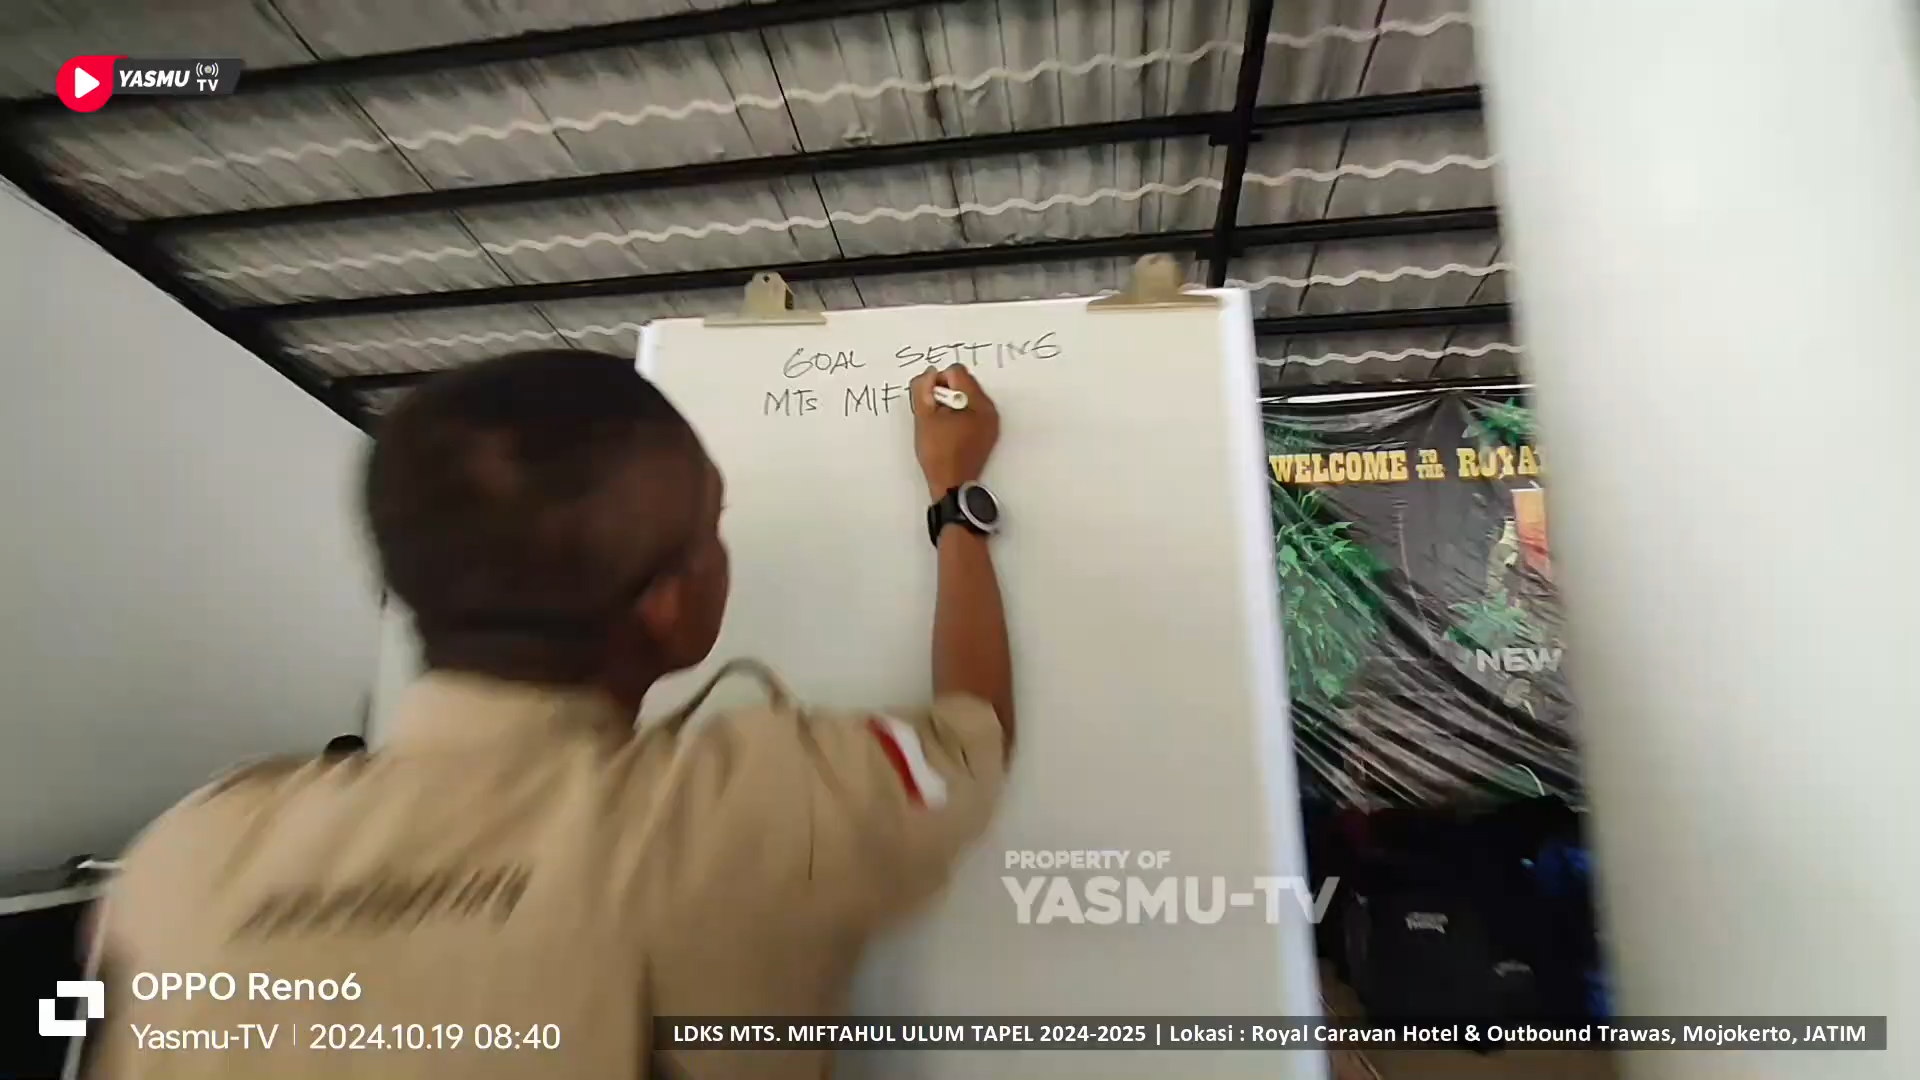 YASMU TV
GOAL SETTING
MTs MIFT
WELCOME TO THE ROYA
NEW
PROPERTY OF
YASMU-TV
OPPO Reno6
Yasmu-TV | 2024.10.19 08:40
LDKS MTS. MIFTAHUL ULUM TAPEL 2024-2025 | Lokasi : Royal Caravan Hotel & Outbound Trawas, Mojokerto, JATIM